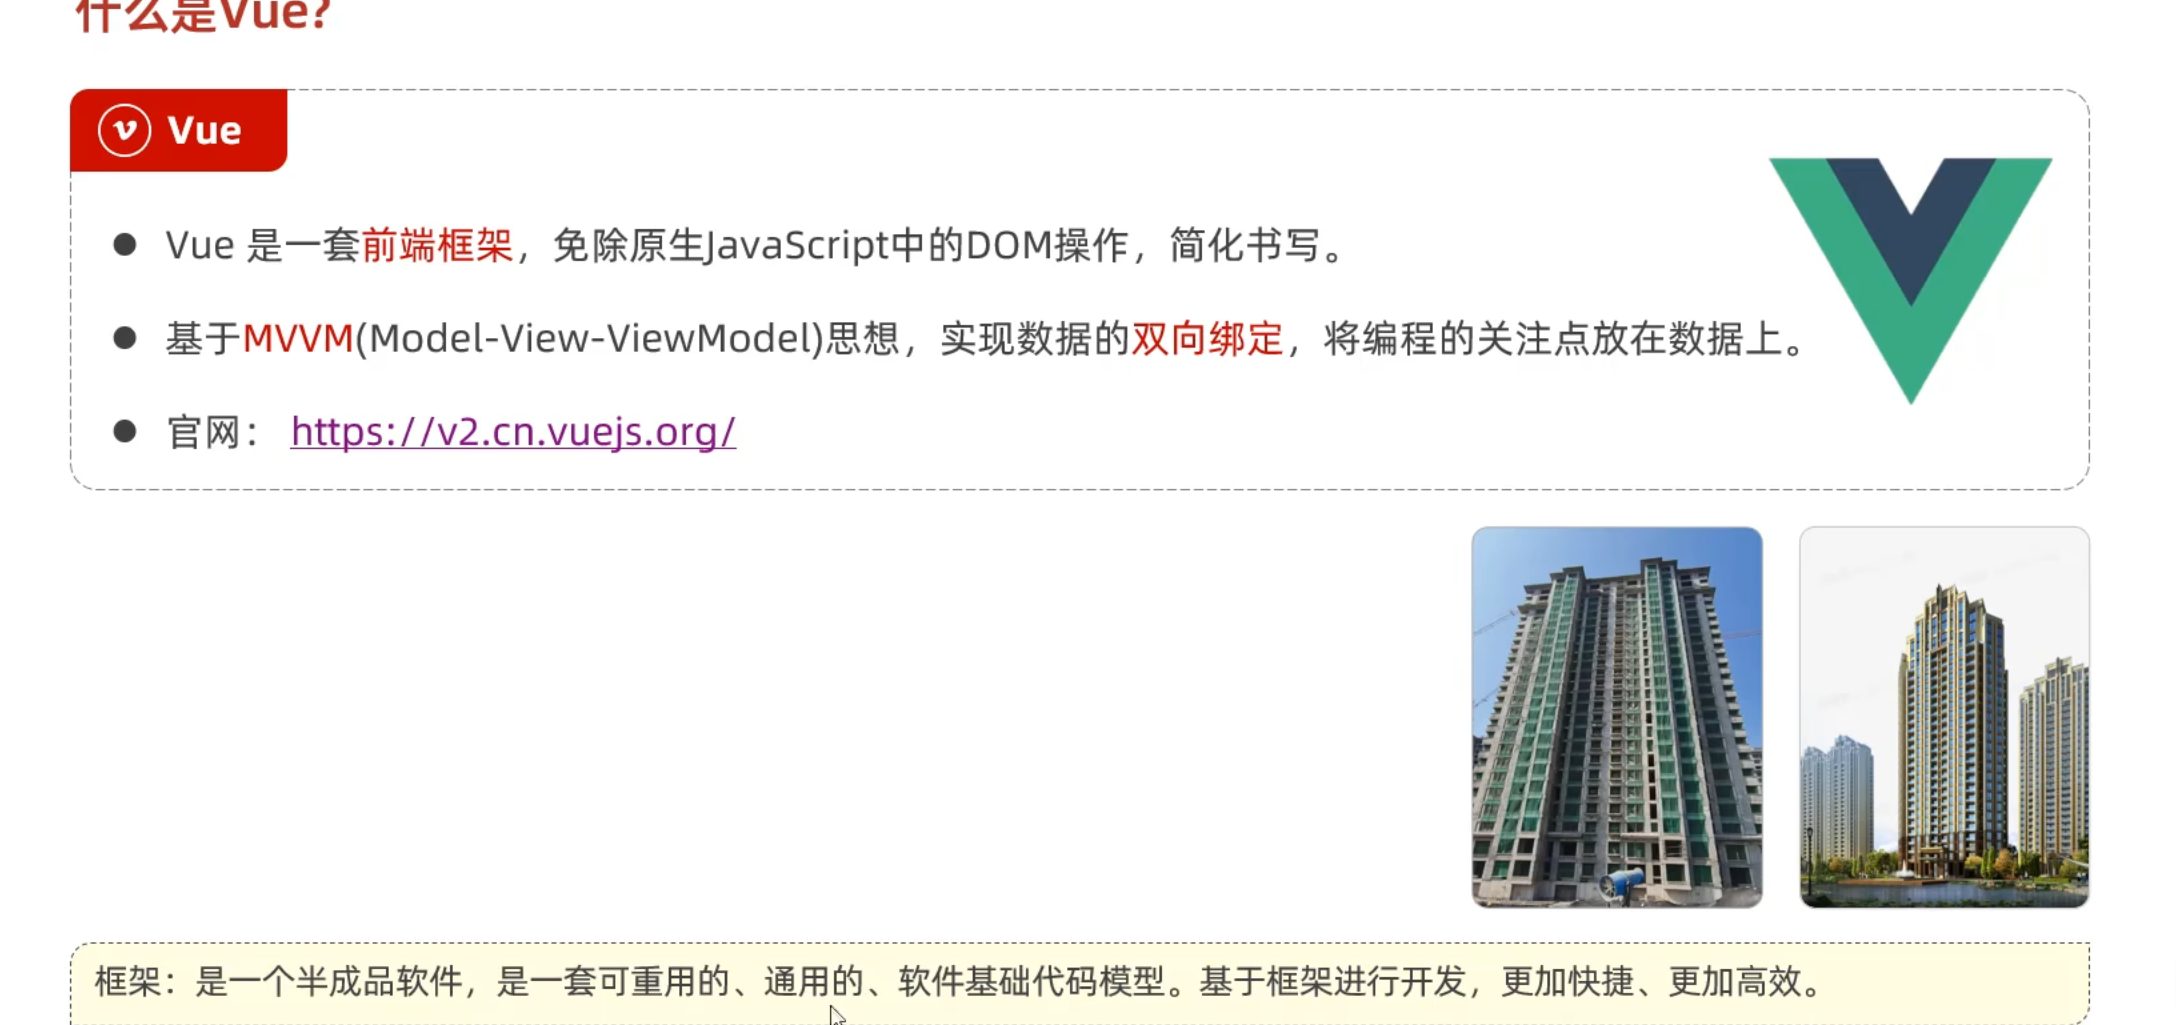 什么是Vue?
Vue
Vue 是一套前端框架，免除原生JavaScript中的DOM操作，简化书写。
基于MVVM(Model-View-ViewModel)思想，实现数据的双向绑定，将编程的关注点放在数据上。
官网： https://v2.cn.vuejs.org/
框架：是一个半成品软件，是一套可重用的、通用的、软件基础代码模型。基于框架进行开发，更加快捷、更加高效。